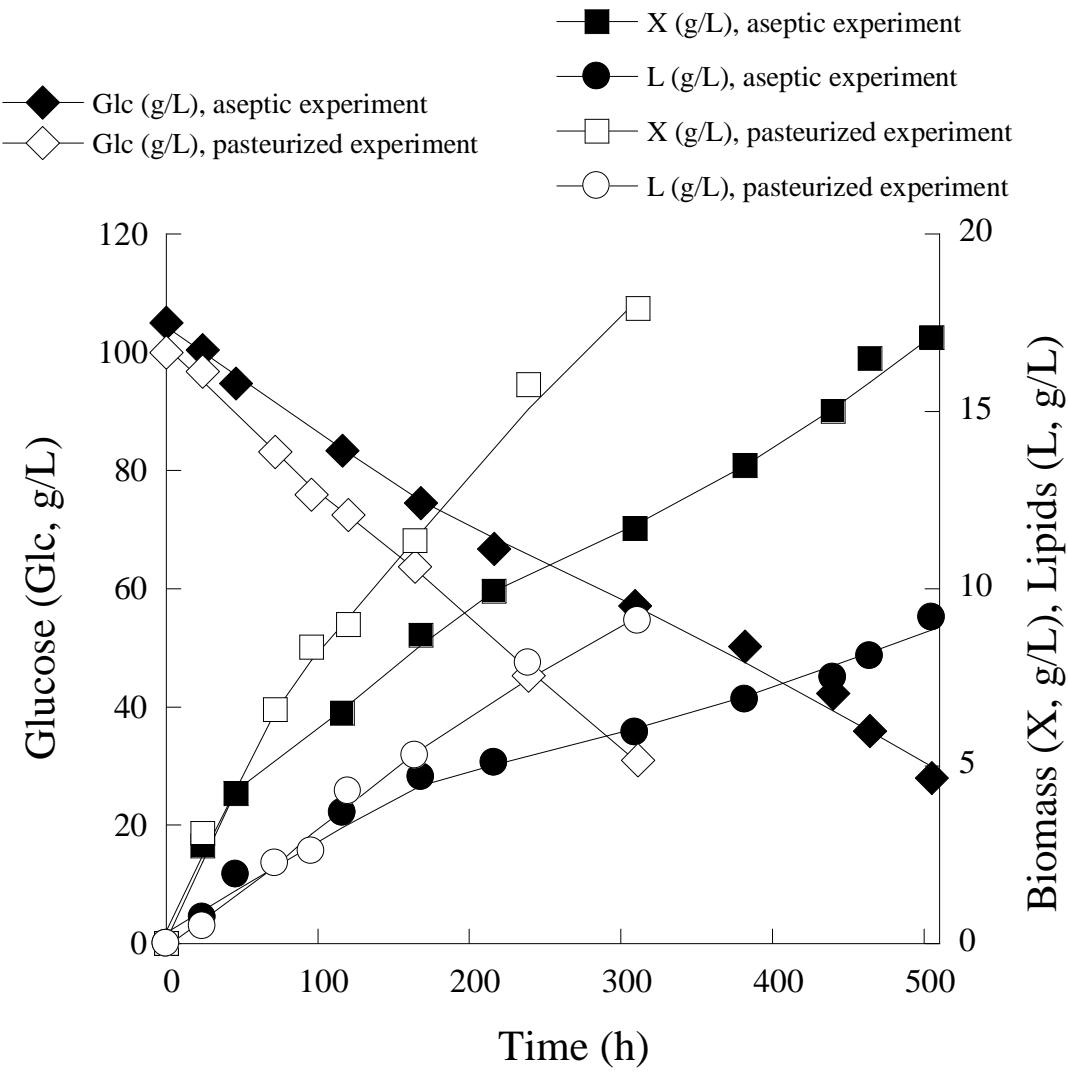 X (g/L), aseptic experiment
L (g/L), aseptic experiment
Glc (g/L), aseptic experiment
X (g/L), pasteurized experiment
Glc (g/L), pasteurized experiment
L (g/L), pasteurized experiment
120
100
80
60
40
20
0
Glucose (Glc, g/L)
20
15
10
5
0
Biomass (X, g/L), Lipids (L, g/L)
0
100
200
300
400
500
Time (h)